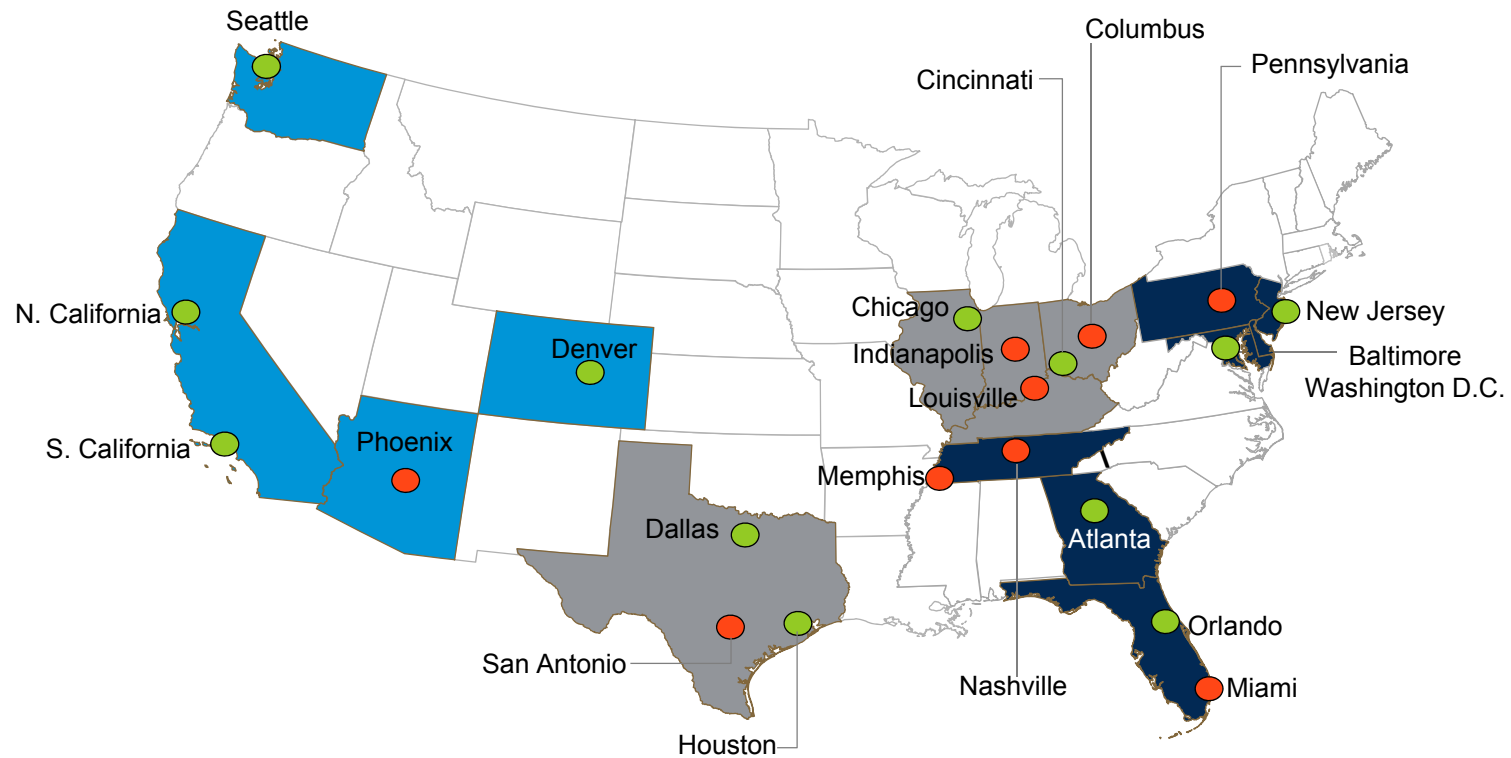 Seattle
Columbus
Cincinnati
Pennsylvania
N. California
Chicago
New Jersey
Denver
Indianapolis
Baltimore
Washington D.C.
Louisville
S. California
Phoenix
Memphis
Dallas
Atlanta
Orlando
San Antonio
Nashville
Miami
Houston